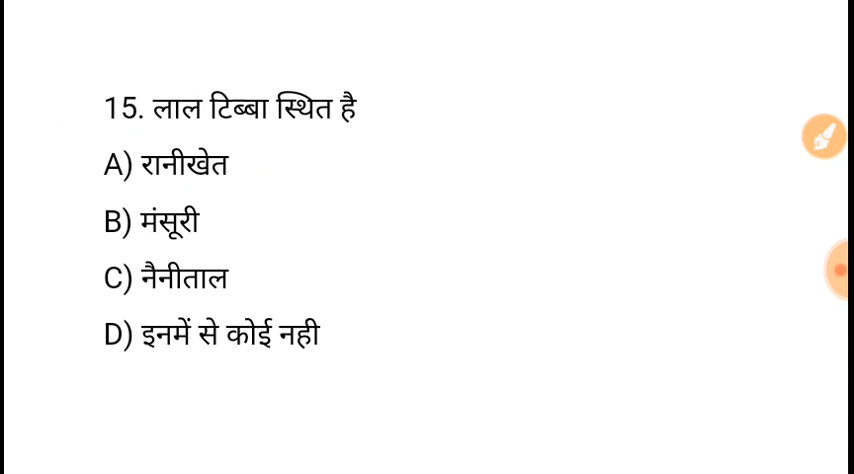 15. लाल टिब्बा स्थित है
A) रानीखेत
B) मंसूरी
C) नैनीताल
D) इनमें से कोई नही